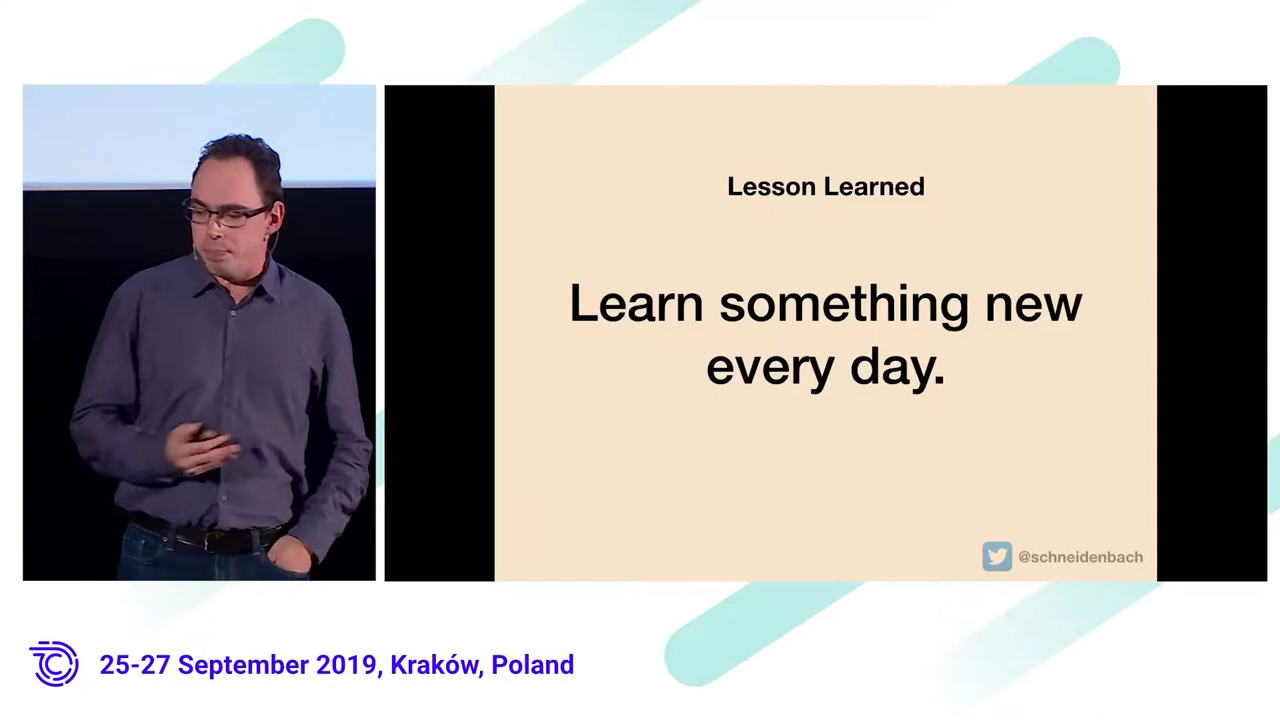 Lesson Learned
Learn something new
every day.
@schneidenbach
25-27 September 2019, Kraków, Poland